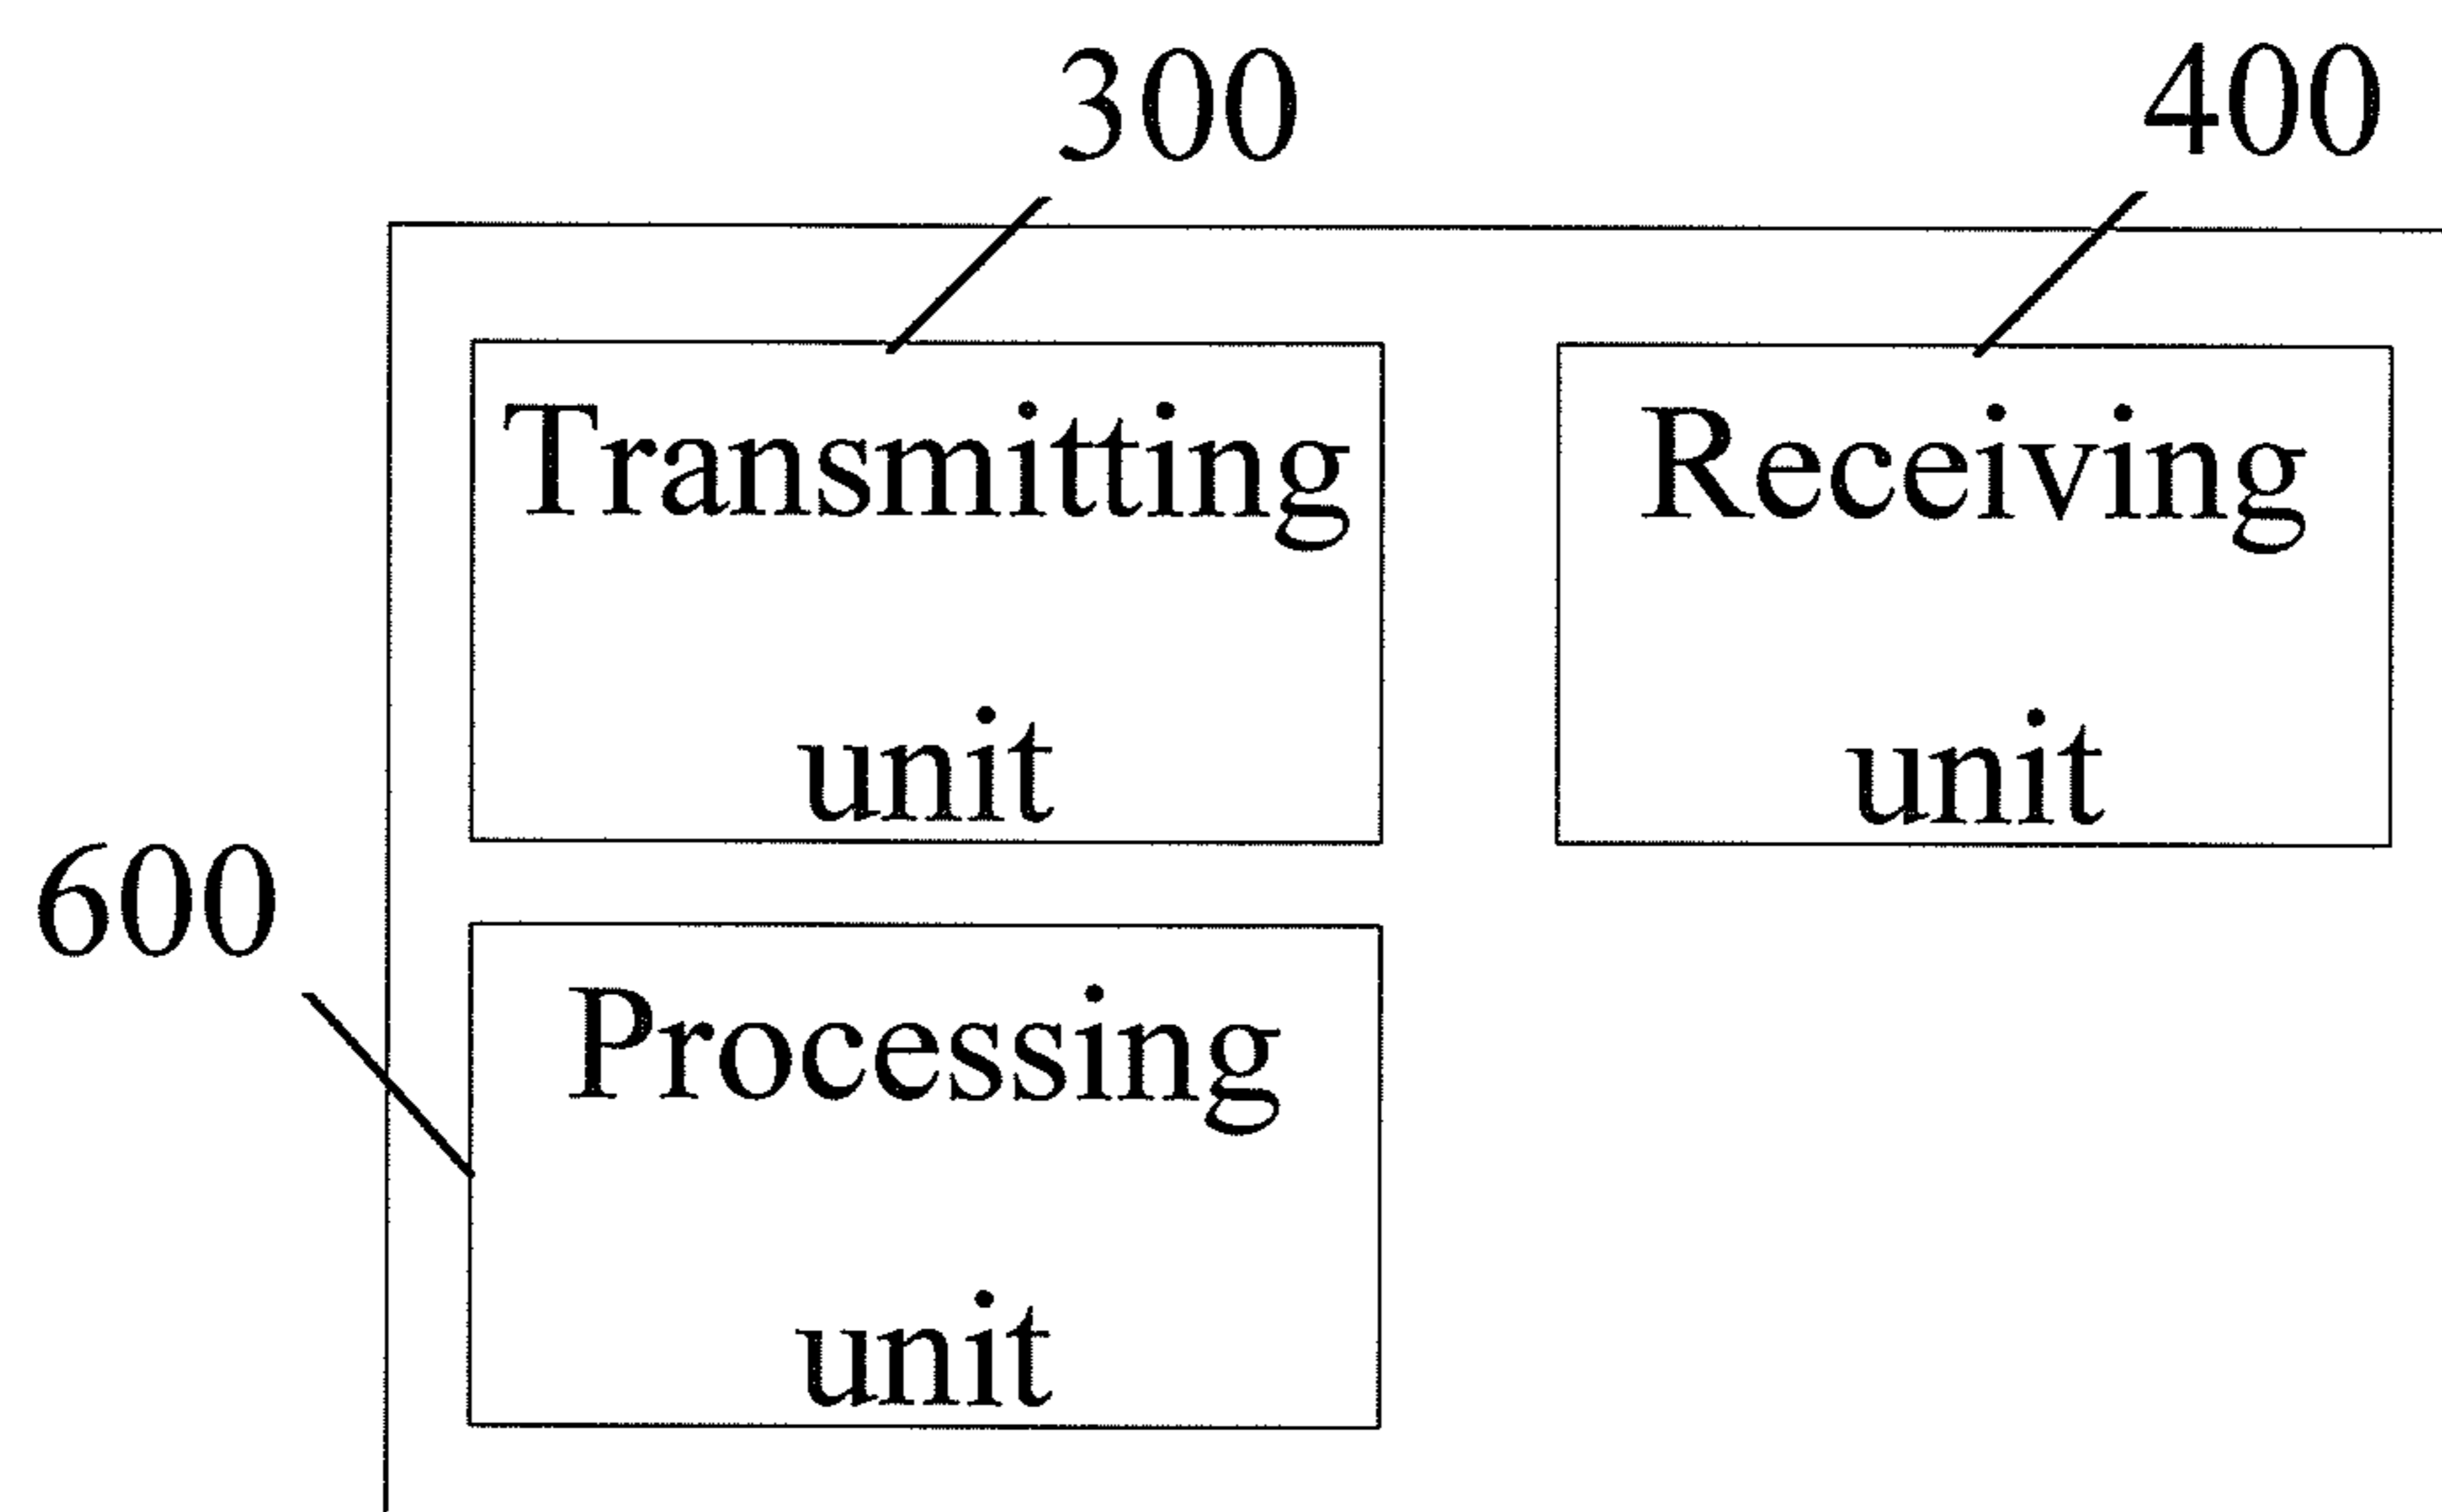 300
400
Transmitting
unit
Receiving
unit
600
Processing
unit